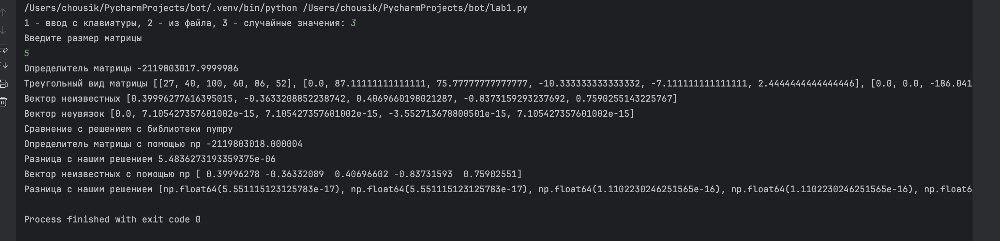 /Users/chousik/PycharmProjects/bot/.venv/bin/python /Users/chousik/PycharmProjects/bot/lab1.py
1 - ввод с клавиатуры, 2 - из файла, 3 - случайные значения: 3
Введите размер матрицы
5
Определитель матрицы -2119803017.9999986
Треугольный вид матрицы [[27, 40, 100, 60, 86, 52], [0.0, 87.11111111111111, 75.77777777777777, -10.333333333333332, -7.111111111111111, 2.4444444444444446], [0.0, 0.0, -186.041
Вектор неизвестных [0.39996277616395015, -0.3633208852238742, 0.4069660198021287, -0.8373159293237692, 0.7590255143225767]
Вектор неувязок [0.0, 7.105427357601002e-15, 7.105427357601002e-15, -3.552713678800501e-15, 7.105427357601002e-15]
Сравнение с решением с библиотеки nympy
Определитель матрицы с помощью np -2119803018.000004
Разница с нашим решением 5.4836273193359375e-06
Вектор неизвестных с помощью np [ 0.39996278 -0.36332089  0.40696602 -0.83731593  0.75902551]
Разница с нашим решением [np.float64(5.551115123125783e-17), np.float64(5.551115123125783e-17), np.float64(1.1102230246251565e-16), np.float64(1.1102230246251565e-16), np.float6
Process finished with exit code 0